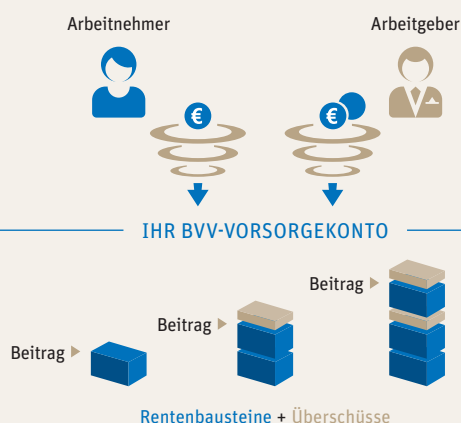 Arbeitnehmer
Arbeitgeber
€
€
IHR BVV-VORSORGEKONTO
Beitrag
Beitrag
Beitrag
Rentenbausteine + Überschüsse